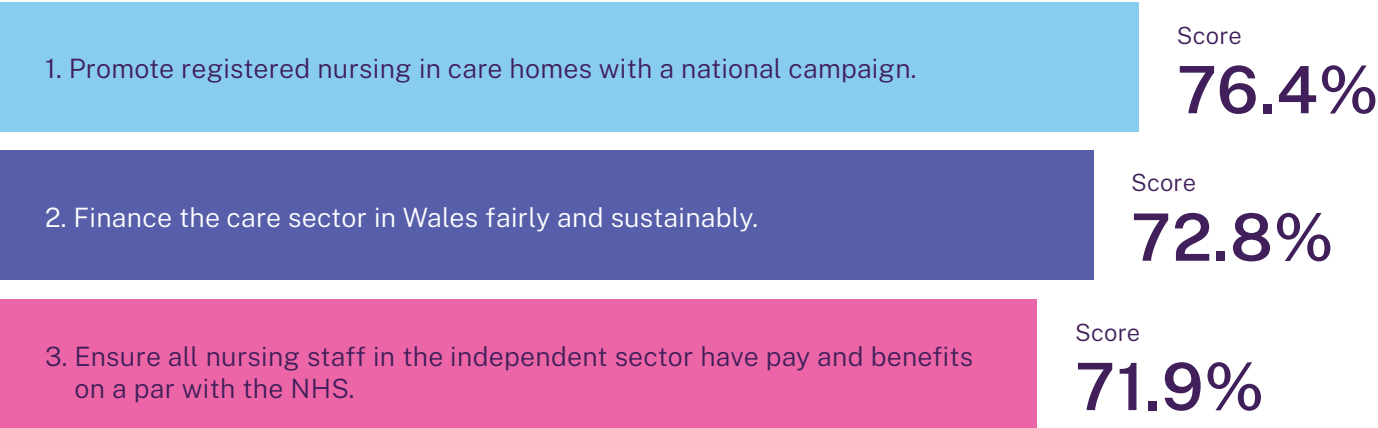 1. Promote registered nursing in care homes with a national campaign.
Score
76.4%
2. Finance the care sector in Wales fairly and sustainably.
Score
72.8%
3. Ensure all nursing staff in the independent sector have pay and benefits
on a par with the NHS.
Score
71.9%